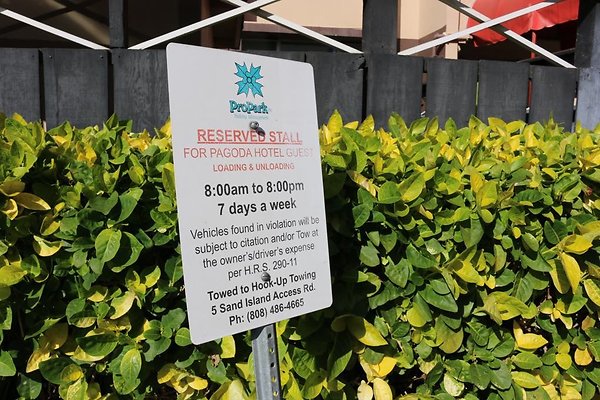 ProPark
RESERVED STALL
FOR PAGODA HOTEL GUEST
LOADING & UNLOADING
8:00am to 8:00pm
7 days a week
Vehicles found in violation will be
subject to citation and/or Tow at
the owner's/driver's expense
per H.R.S. 290-11
Towed to Hook-Up Towing
5 Sand Island Access Rd.
Ph: (808) 486-4665